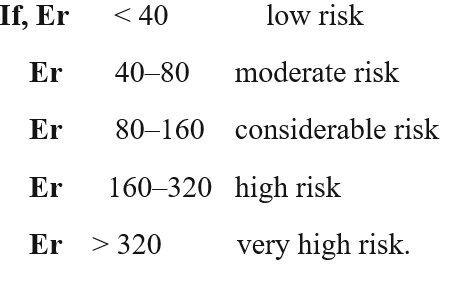 If, Er < 40 low risk
Er 40–80 moderate risk
Er 80–160 considerable risk
Er 160–320 high risk
Er > 320 very high risk.